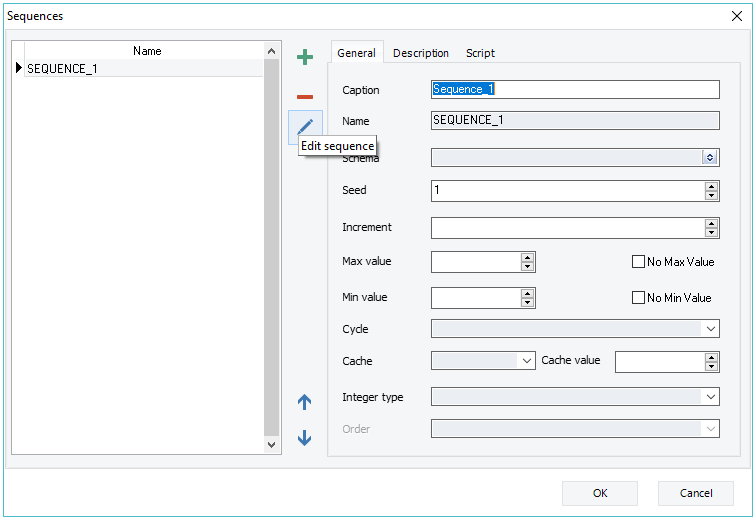 Sequences
Name
SEQUENCE_1
General Description Script
Caption Sequence_1
Name SEQUENCE_1
Edit sequence
Schema
Seed 1
Increment
Max value No Max Value
Min value No Min Value
Cycle
Cache Cache value
Integer type
Order
OK Cancel